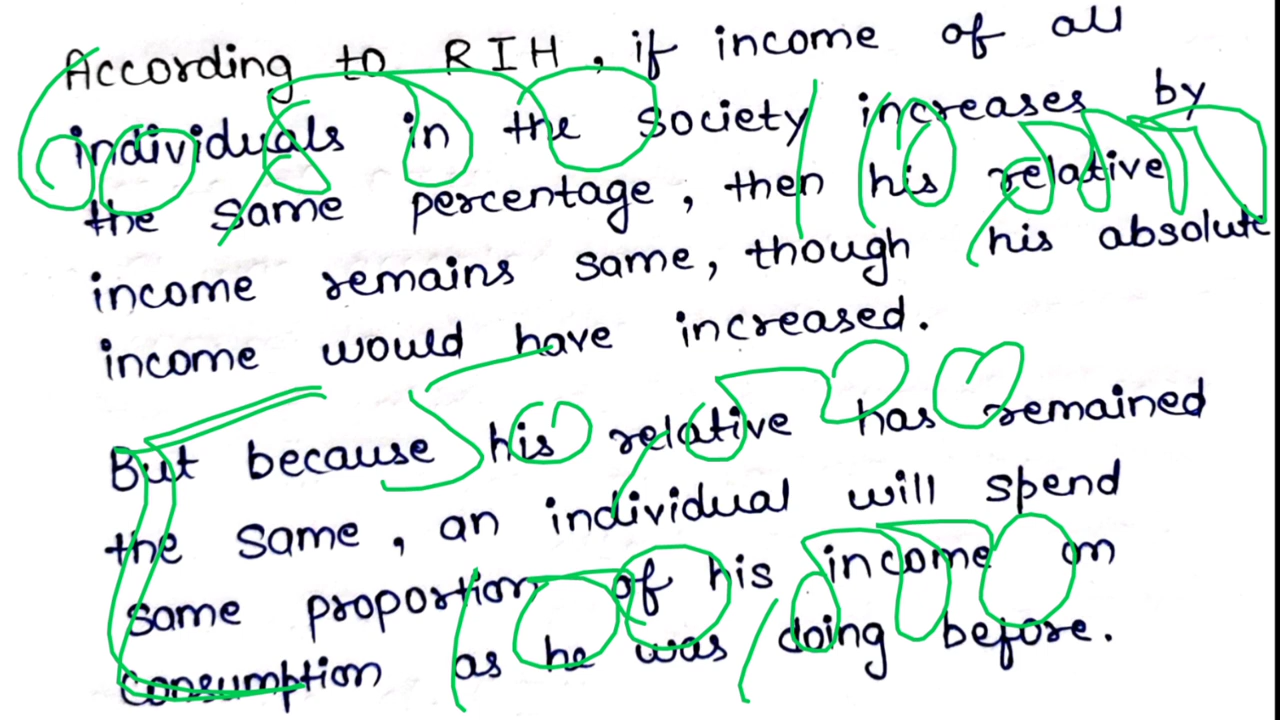 According to RIH, if income of all
individuals in the society increases by
the same percentage, then his relative
income remains same, though his absolute
income would have increased.
But because his relative has remained
the same, an individual will spend
same proportion of his income on
consumption as he was doing before.